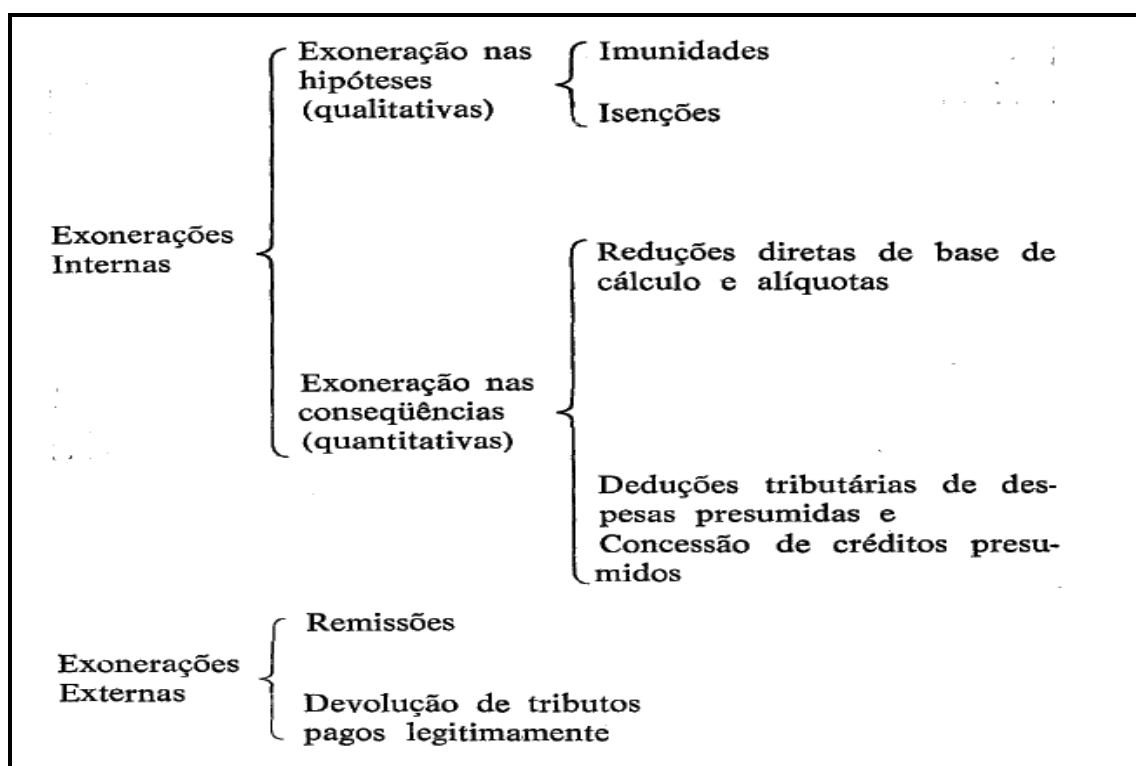 Exoneração nas
hipóteses
(qualitativas)
Imunidades
Isenções
Exonerações
Internas
Reduções diretas de base de
cálculo e alíquotas
Exoneração nas
conseqüências
(quantitativas)
Deduções tributárias de des-
pesas presumidas e
Concessão de créditos presu-
midos
Exonerações
Externas
Remissões
Devolução de tributos
pagos legitimamente